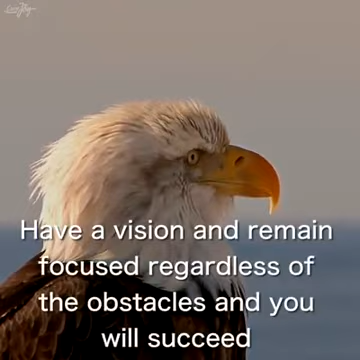 Have a vision and remain
focused regardless of
the obstacles and you
will succeed